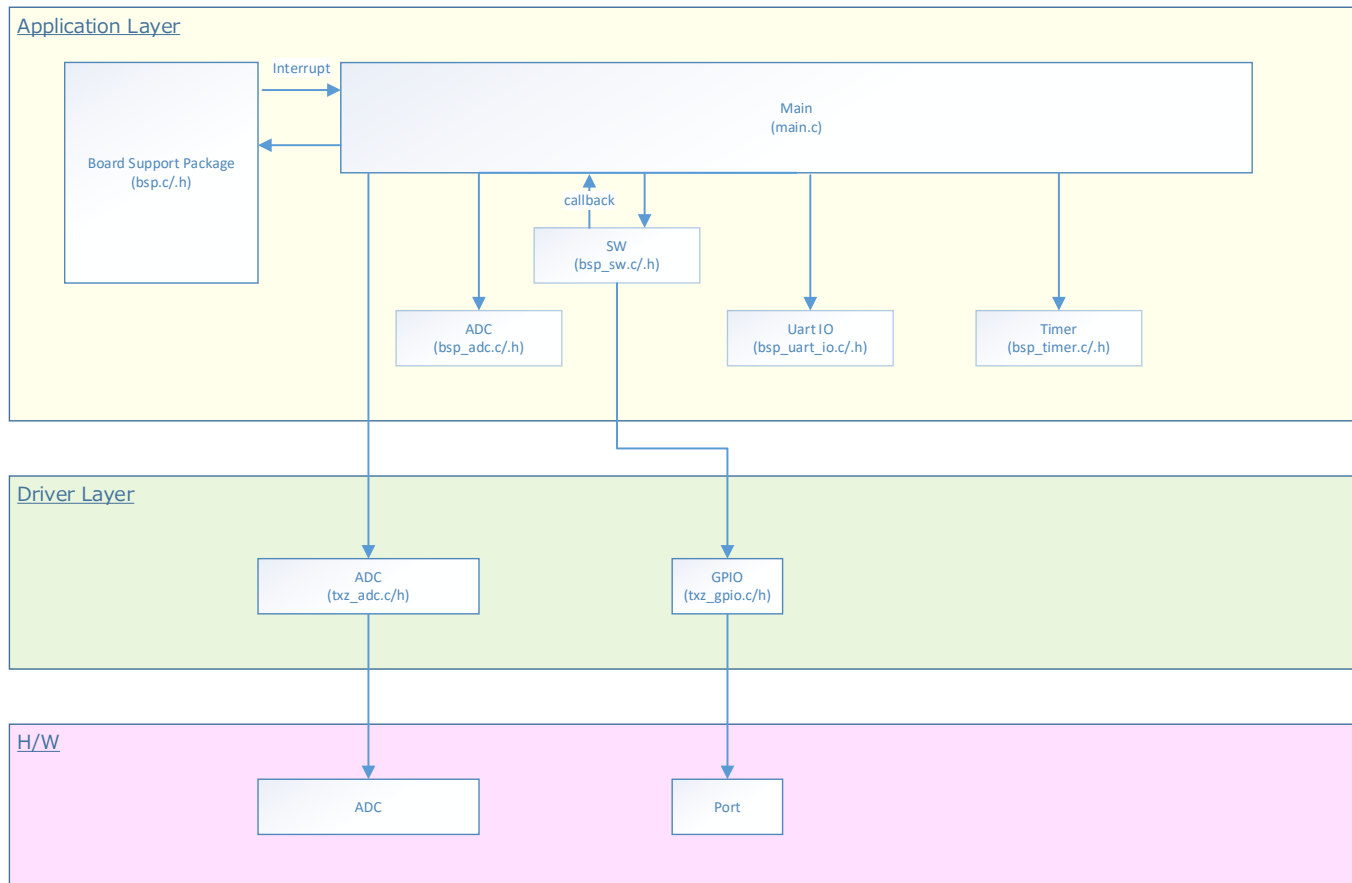 Application Layer
Interrupt
Main
(main.c)
Board Support Package
(bsp.c/.h)
callback
SW
(bsp_sw.c/.h)
ADC
(bsp_adc.c/.h)
Uart IO
(bsp_uart_io.c/.h)
Timer
(bsp_timer.c/.h)
Driver Layer
ADC
(txz_adc.c/h)
GPIO
(txz_gpio.c/h)
H/W
ADC
Port